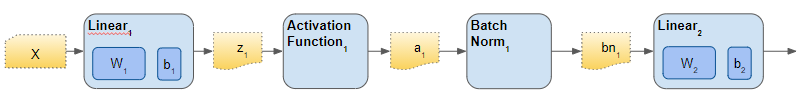 X
Linear₁
W₁
b₁
z₁
Activation
Function₁
a₁
Batch
Norm₁
bn₁
Linear₂
W₂
b₂